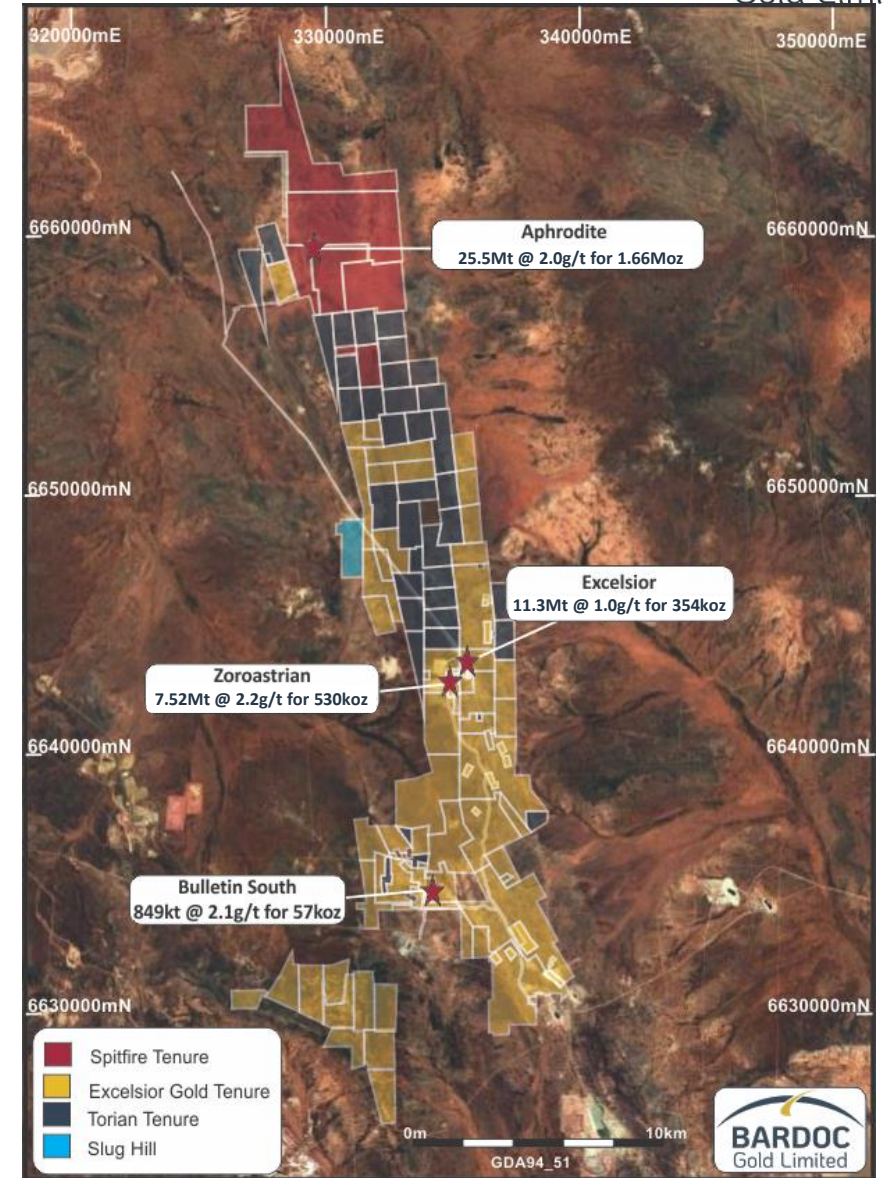 320000mE
330000mE
340000mE
350000mE
6660000mN
6660000mN
Aphrodite
25.5Mt @ 2.0g/t for 1.66Moz
6650000mN
6650000mN
Excelsior
11.3Mt @ 1.0g/t for 354koz
Zoroastrian
7.52Mt @ 2.2g/t for 530koz
6640000mN
6640000mN
Bulletin South
849kt @ 2.1g/t for 57koz
6630000mN
6630000mN
Spitfire Tenure
Excelsior Gold Tenure
Torian Tenure
Slug Hill
0m
10km
GDA94_51
BARDOC
Gold Limited